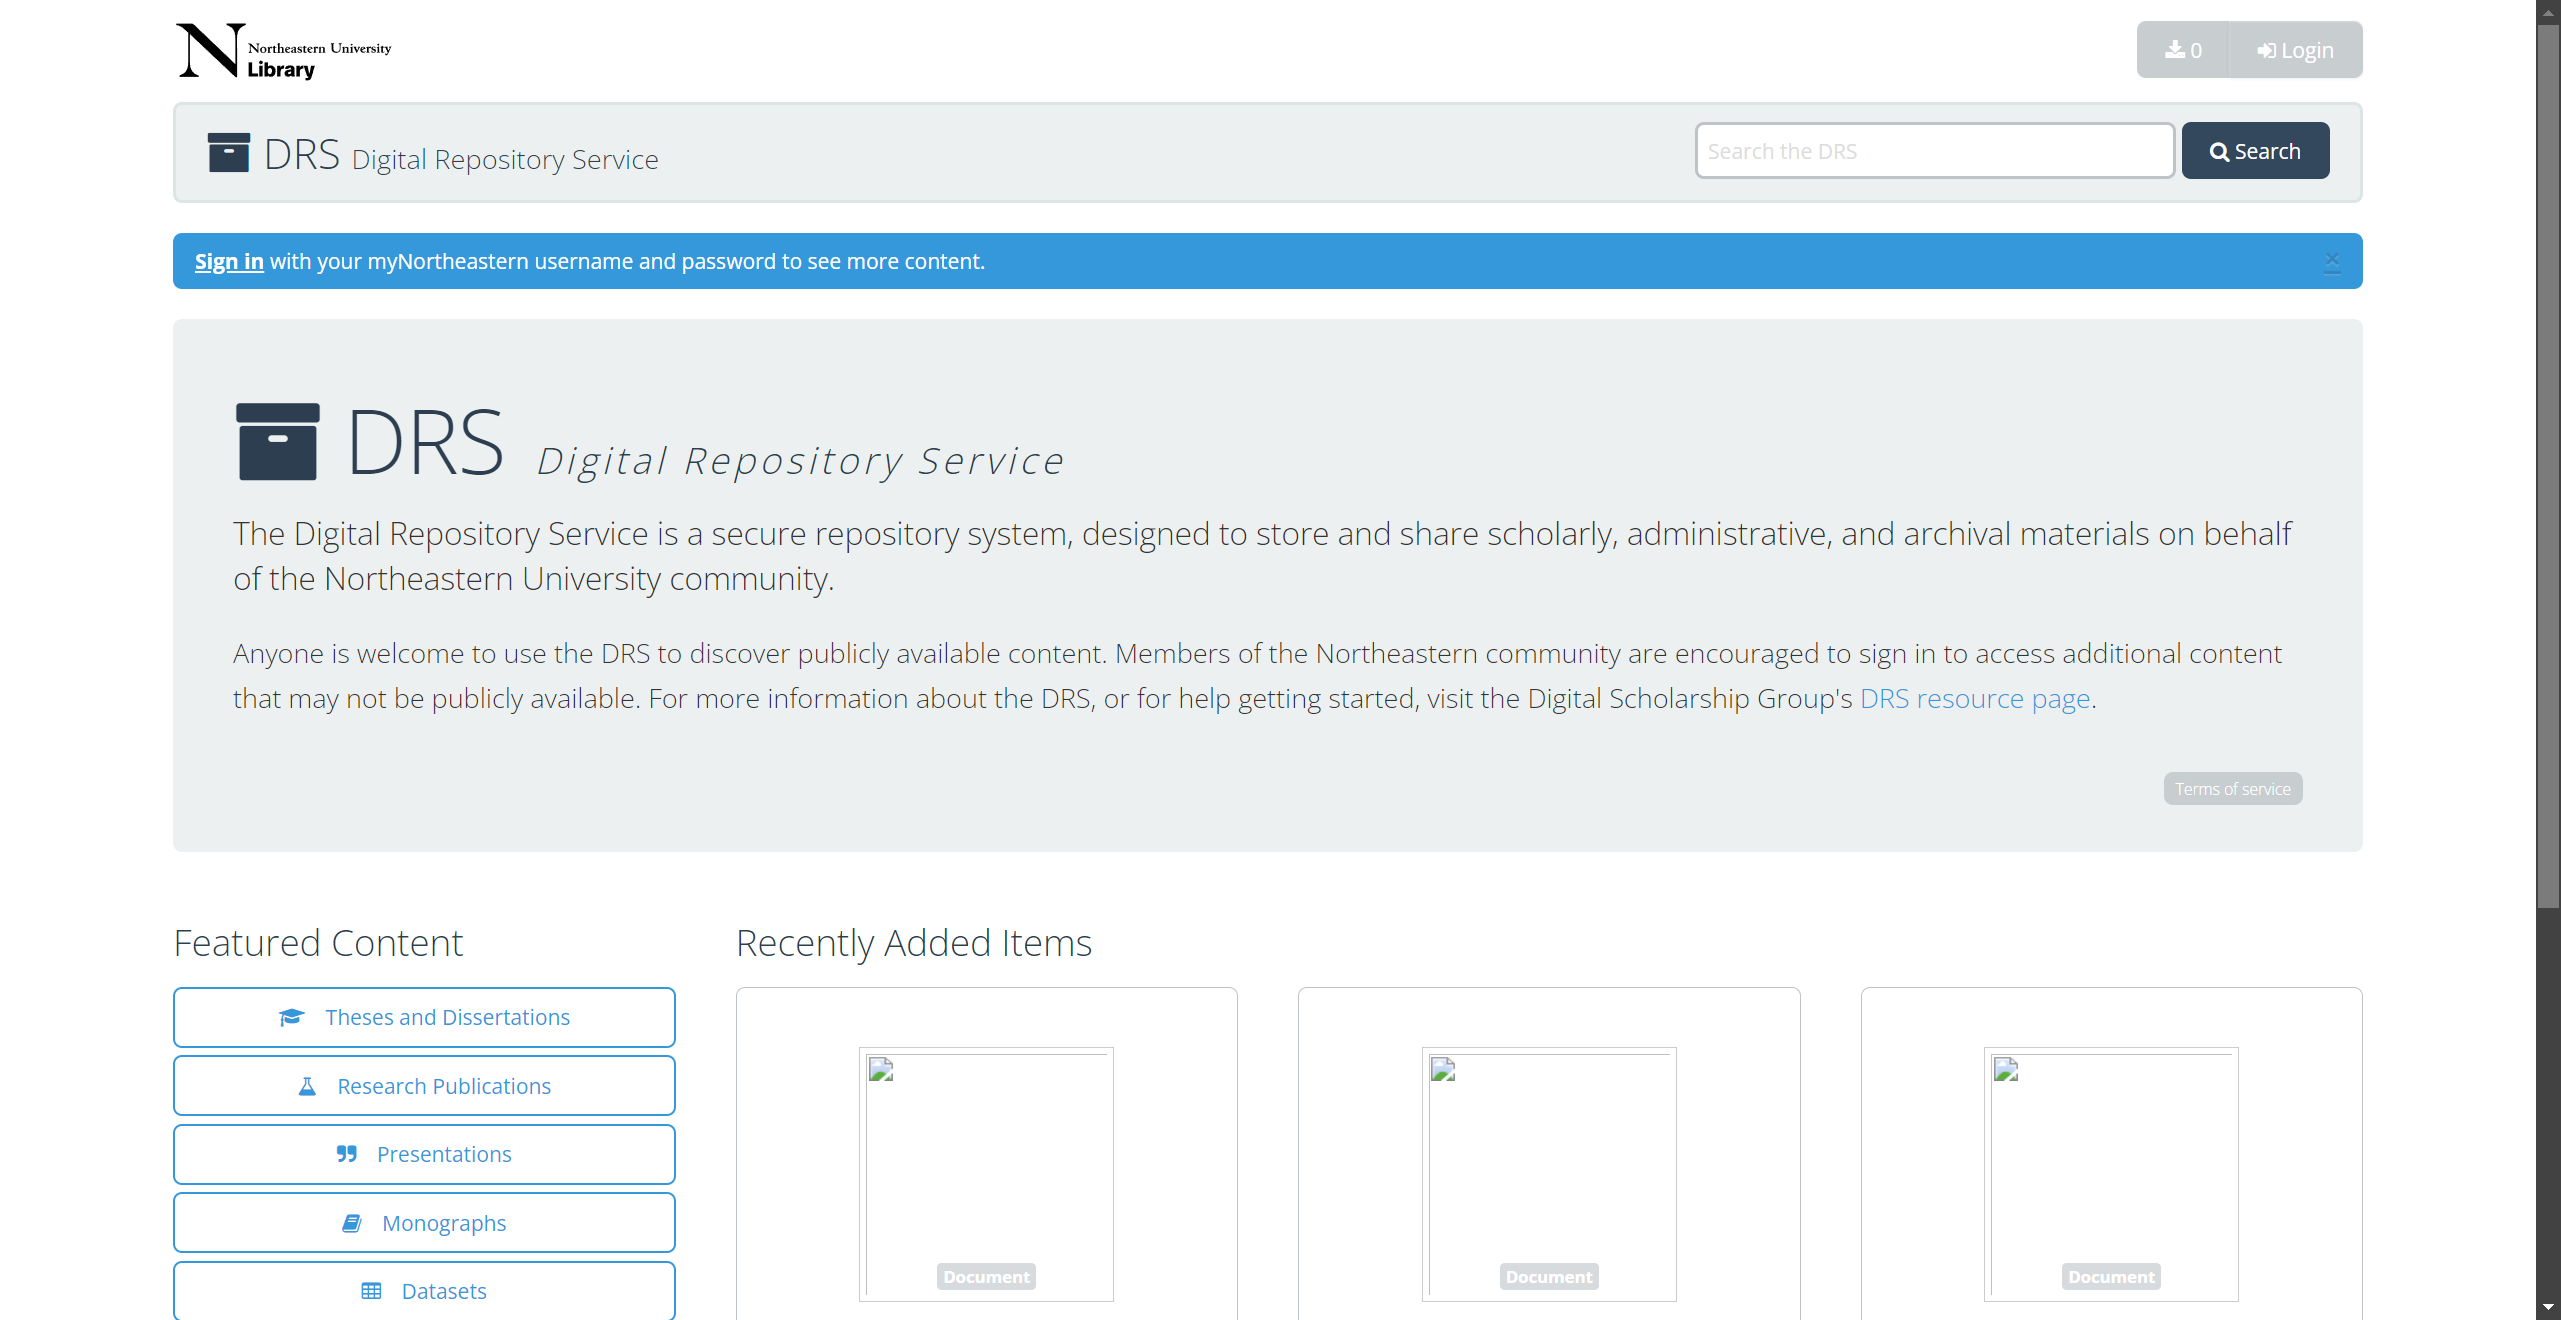 Northeastern University
Library
0
Login
DRS Digital Repository Service
Search the DRS
Search
Sign in with your myNortheastern username and password to see more content.
×
DRS Digital Repository Service
The Digital Repository Service is a secure repository system, designed to store and share scholarly, administrative, and archival materials on behalf
of the Northeastern University community.
Anyone is welcome to use the DRS to discover publicly available content. Members of the Northeastern community are encouraged to sign in to access additional content
that may not be publicly available. For more information about the DRS, or for help getting started, visit the Digital Scholarship Group's DRS resource page.
Terms of service
Featured Content
Theses and Dissertations
Research Publications
Presentations
Monographs
Datasets
Recently Added Items
Document
Document
Document